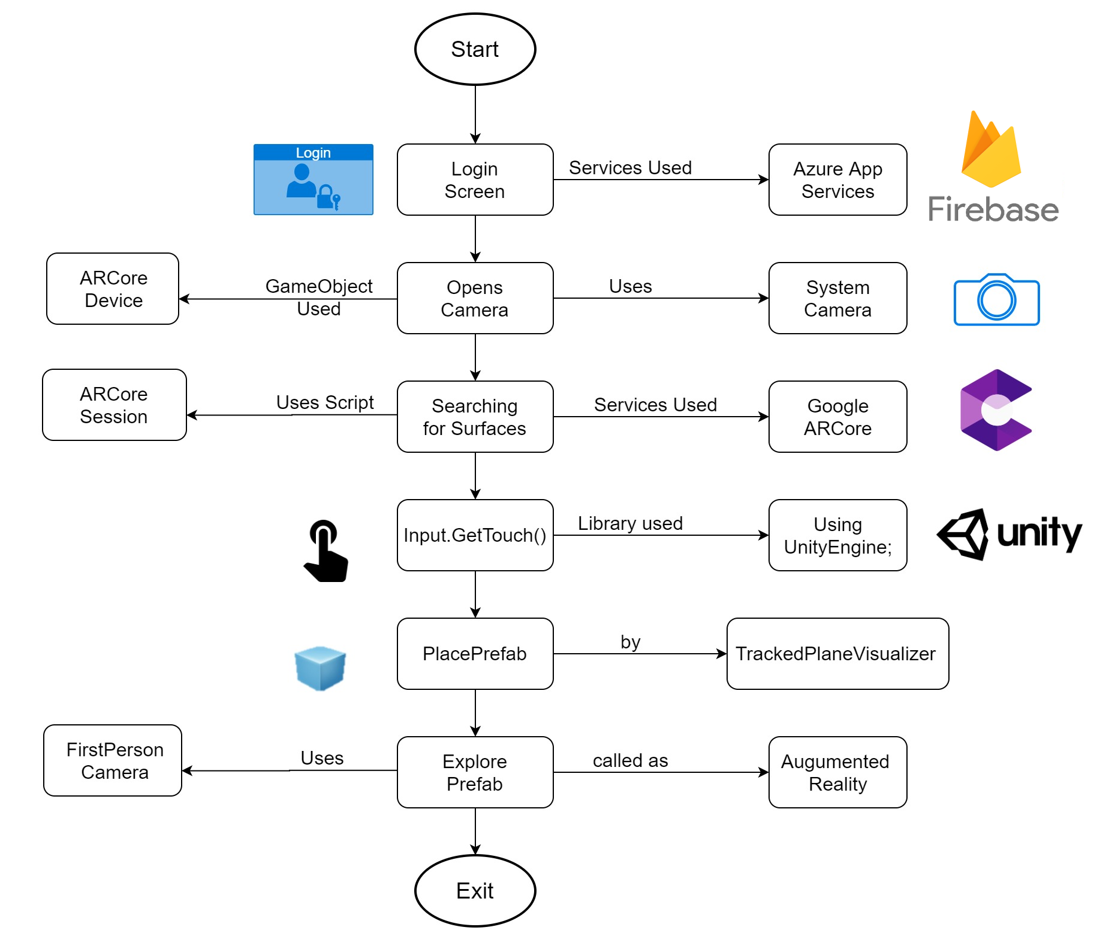 Start
Login
Login
Screen
Services Used
Azure App
Services
Firebase
ARCore
Device
GameObject
Used
Opens
Camera
Uses
System
Camera
ARCore
Session
Uses Script
Searching
for Surfaces
Services Used
Google
ARCore
Input.GetTouch()
Library used
Using
UnityEngine;
unity
PlacePrefab
by
TrackedPlaneVisualizer
FirstPerson
Camera
Uses
Explore
Prefab
called as
Augumented
Reality
Exit